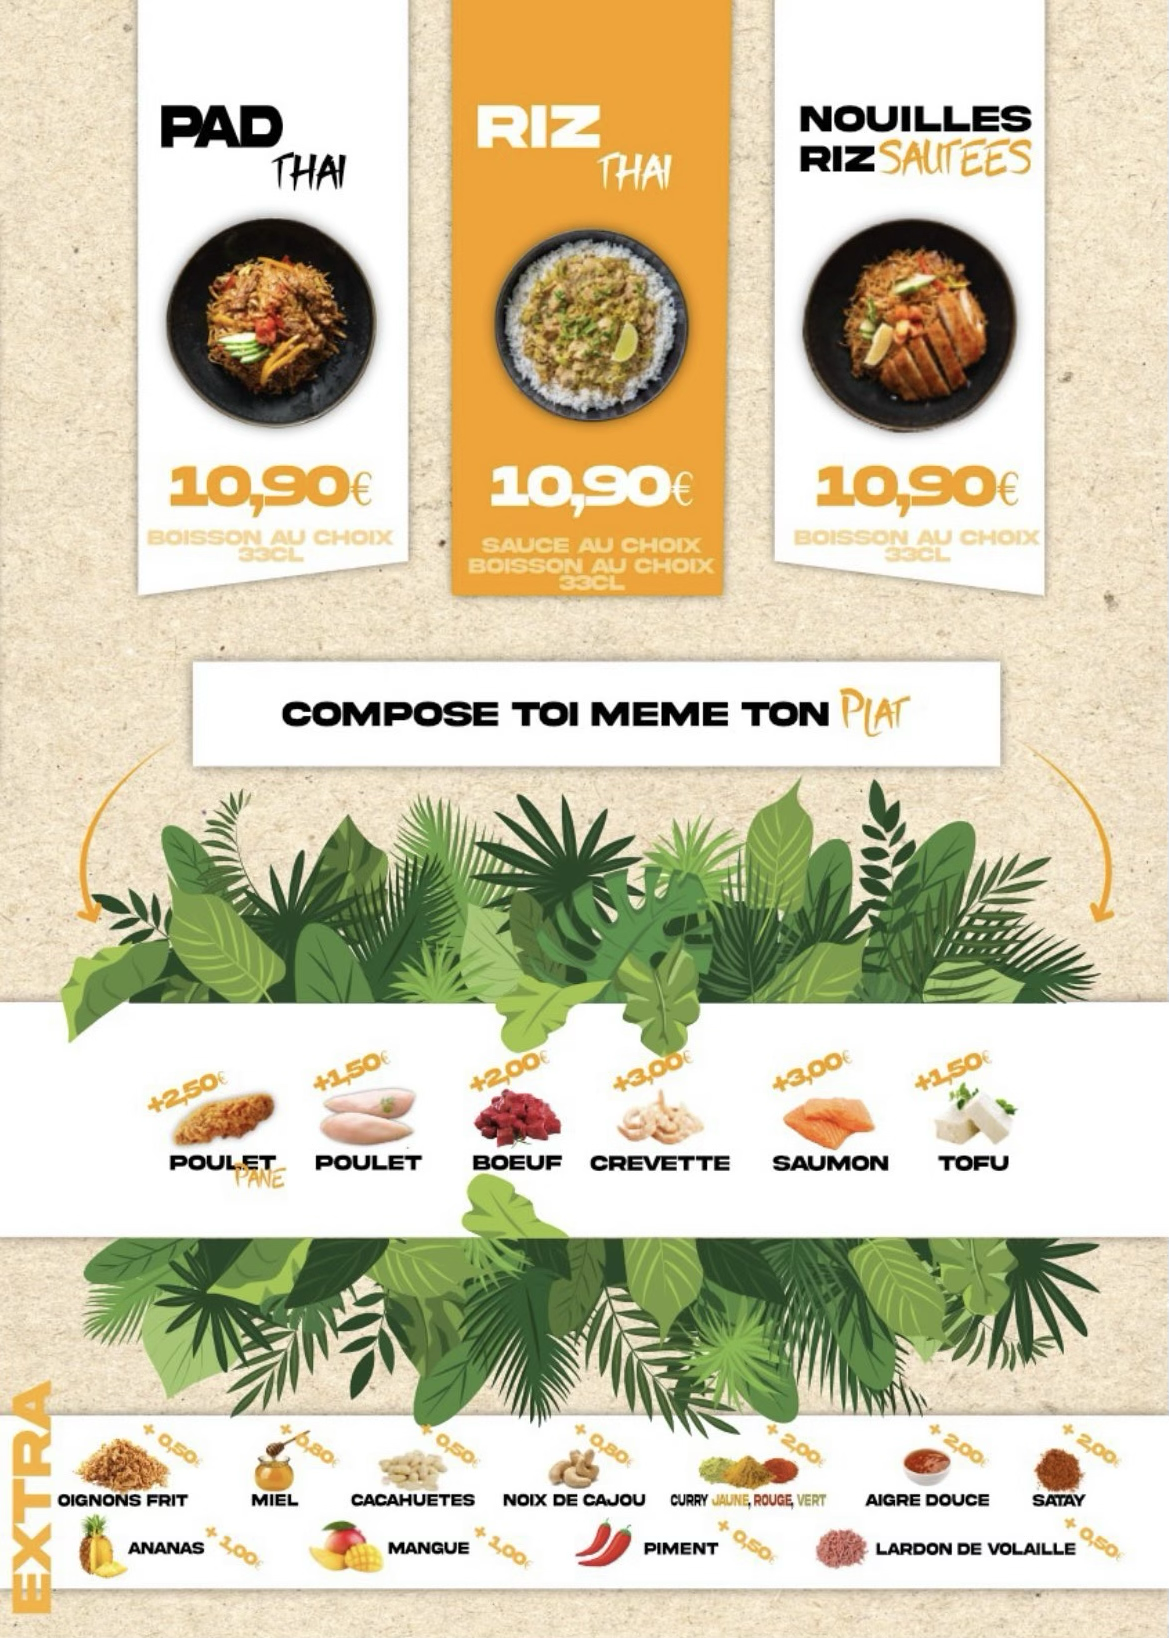 PAD
THAI
10,90€
BOISSON AU CHOIX
33CL
RIZ
THAI
10,90€
SAUCE AU CHOIX
BOISSON AU CHOIX
33CL
NOUILLES
RIZ SAUTEES
10,90€
BOISSON AU CHOIX
33CL
COMPOSE TOI MEME TON PLAT
+2,50€
POULET
PANE
+1,50€
POULET
+2,00€
BOEUF
+3,00€
CREVETTE
+3,00€
SAUMON
+1,50€
TOFU
EXTRA
+ 0,50€
OIGNONS FRIT
+ 0,80€
MIEL
+ 0,50€
CACAHUETES
+ 0,80€
NOIX DE CAJOU
+ 2,00€
CURRY JAUNE, ROUGE, VERT
+ 2,00€
AIGRE DOUCE
+ 2,00€
SATAY
ANANAS + 1,00€
MANGUE + 1,00€
PIMENT + 0,50€
LARDON DE VOLAILLE + 0,50€